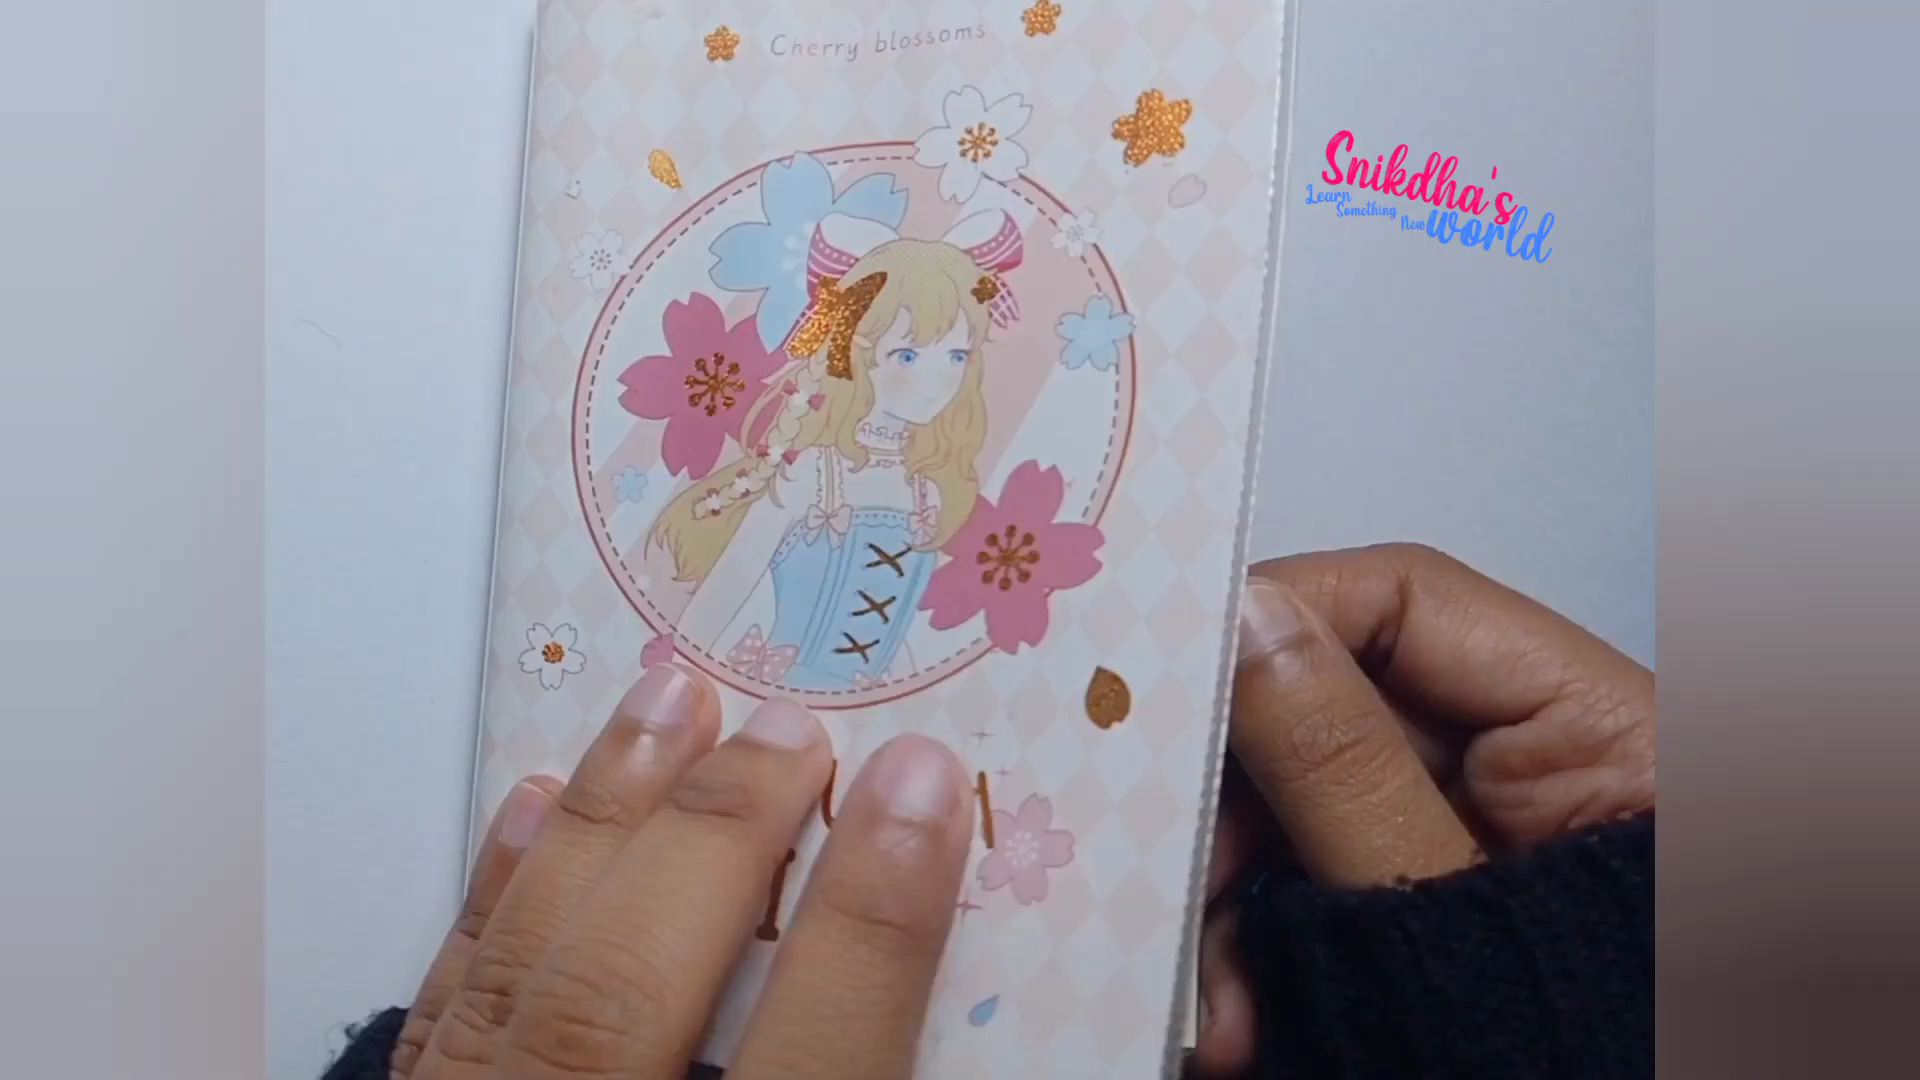 Cherry blossoms
Snikdha's
Learn
Something
New world